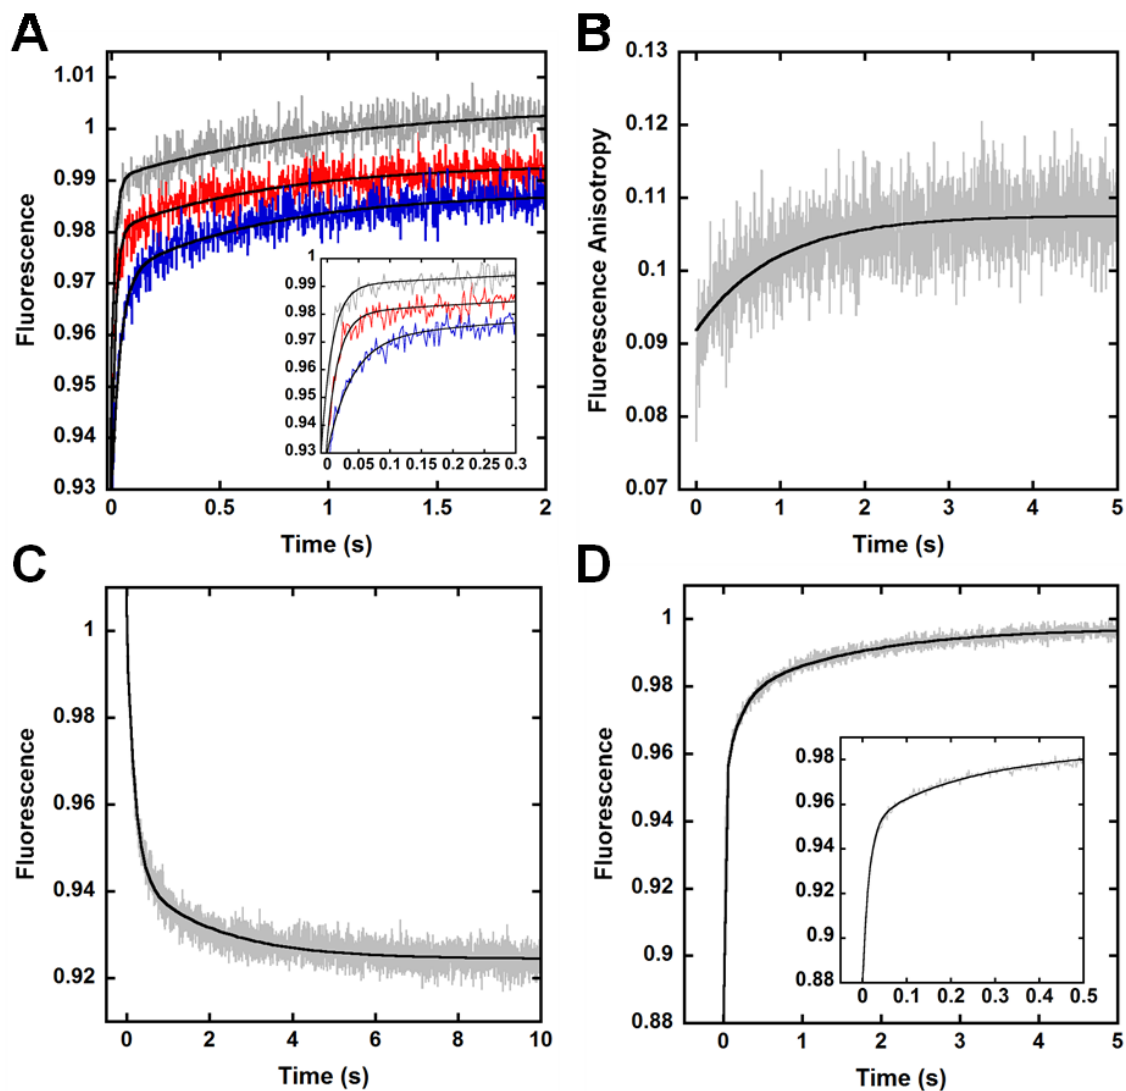 A
1.01
1
0.99
0.98
0.97
0.96
0.95
0.94
0.93
Fluorescence
0
0.5
1
1.5
2
Time (s)
1
0.99
0.98
0.97
0.96
0.95
0.94
0.93
0 0.05 0.1 0.15 0.2 0.25 0.3
B
0.13
0.12
0.11
0.1
0.09
0.08
0.07
Fluorescence Anisotropy
0 1 2 3 4 5
Time (s)
C
1
0.98
0.96
0.94
0.92
Fluorescence
0 2 4 6 8 10
Time (s)
D
1
0.98
0.96
0.94
0.92
0.9
0.88
Fluorescence
0 1 2 3 4 5
Time (s)
0.98
0.96
0.94
0.92
0.9
0.88
0 0.1 0.2 0.3 0.4 0.5